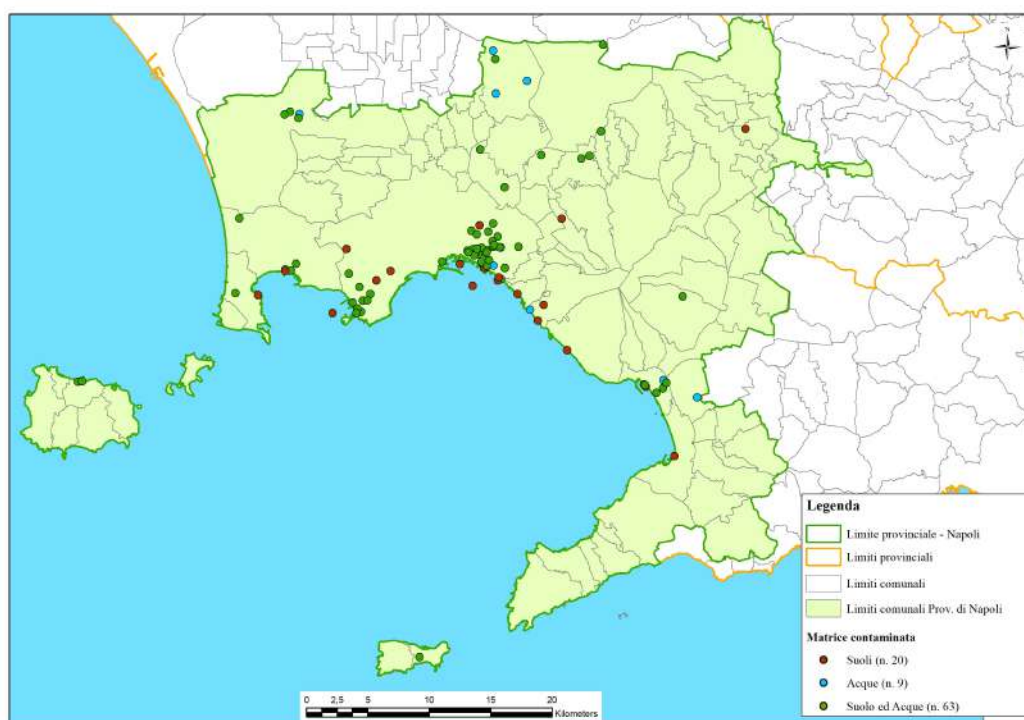 N
Legenda
Limite provinciale - Napoli
Limiti provinciali
Limiti comunali
Limiti comunali Prov. di Napoli
Matrice contaminata
Suoli (n. 20)
Acque (n. 9)
Suolo ed Acque (n. 63)
0 2,5 5 10 15 20
Kilometers